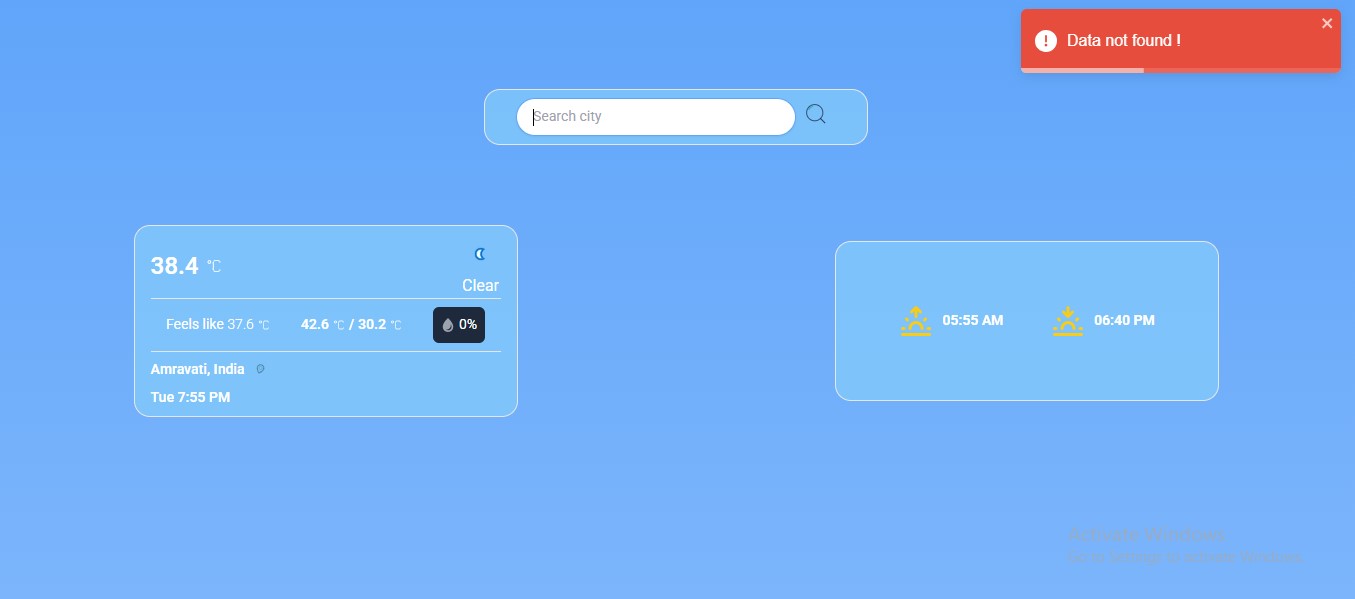 Data not found !
Search city
38.4 °C
Clear
Feels like 37.6 °C 42.6 °C / 30.2 °C 0%
Amravati, India
Tue 7:55 PM
05:55 AM 06:40 PM
Activate Windows
Go to Settings to activate Windows.